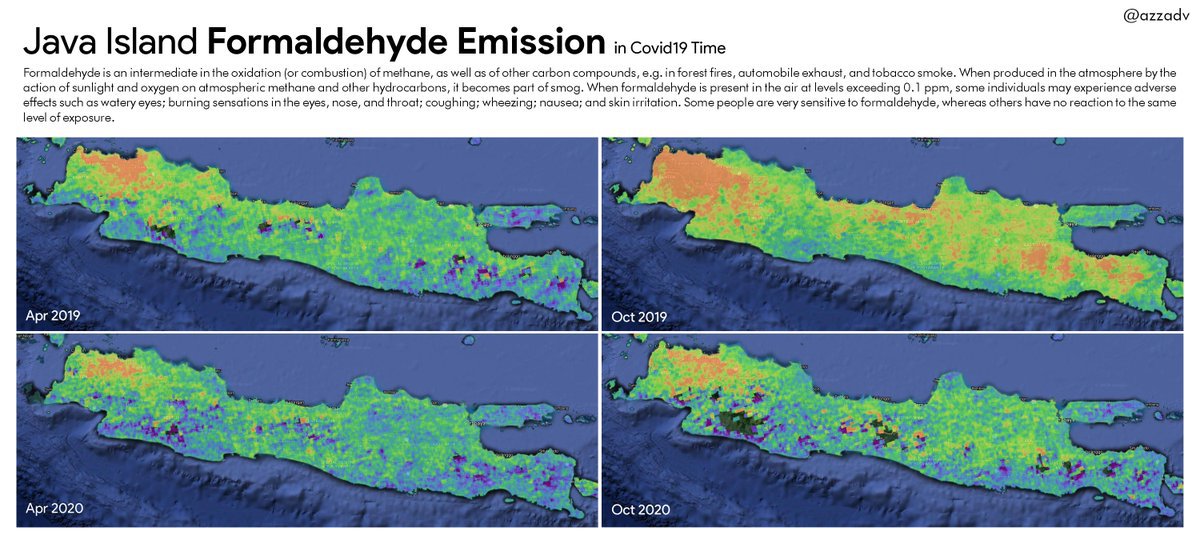 @azzadv
Java Island Formaldehyde Emission in Covid19 Time
Formaldehyde is an intermediate in the oxidation (or combustion) of methane, as well as of other carbon compounds, e.g. in forest fires, automobile exhaust, and tobacco smoke. When produced in the atmosphere by the
action of sunlight and oxygen on atmospheric methane and other hydrocarbons, it becomes part of smog. When formaldehyde is present in the air at levels exceeding 0.1 ppm, some individuals may experience adverse
effects such as watery eyes; burning sensations in the eyes, nose, and throat; coughing; wheezing; nausea; and skin irritation. Some people are very sensitive to formaldehyde, whereas others have no reaction to the same
level of exposure.
Apr 2019
Oct 2019
Apr 2020
Oct 2020